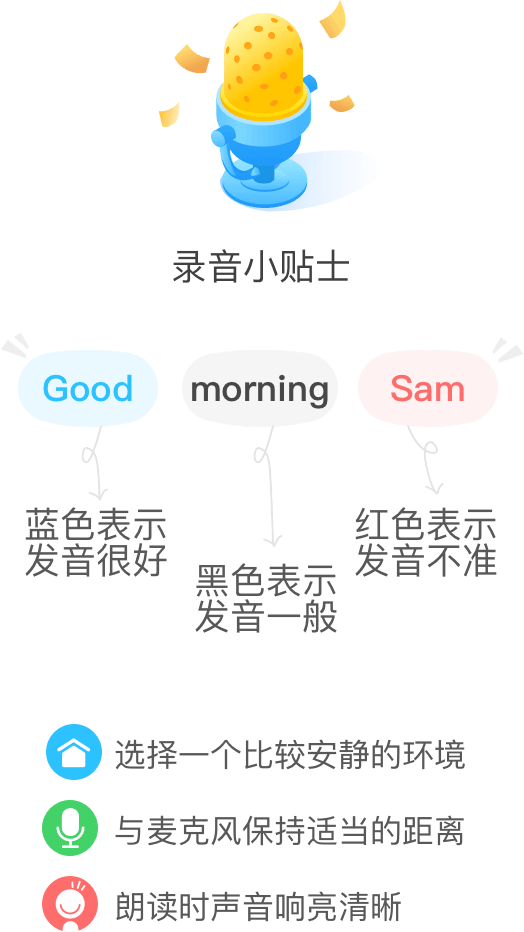 录音小贴士
Good morning Sam
蓝色表示
发音很好
黑色表示
发音一般
红色表示
发音不准
选择一个比较安静的环境
与麦克风保持适当的距离
朗读时声音响亮清晰